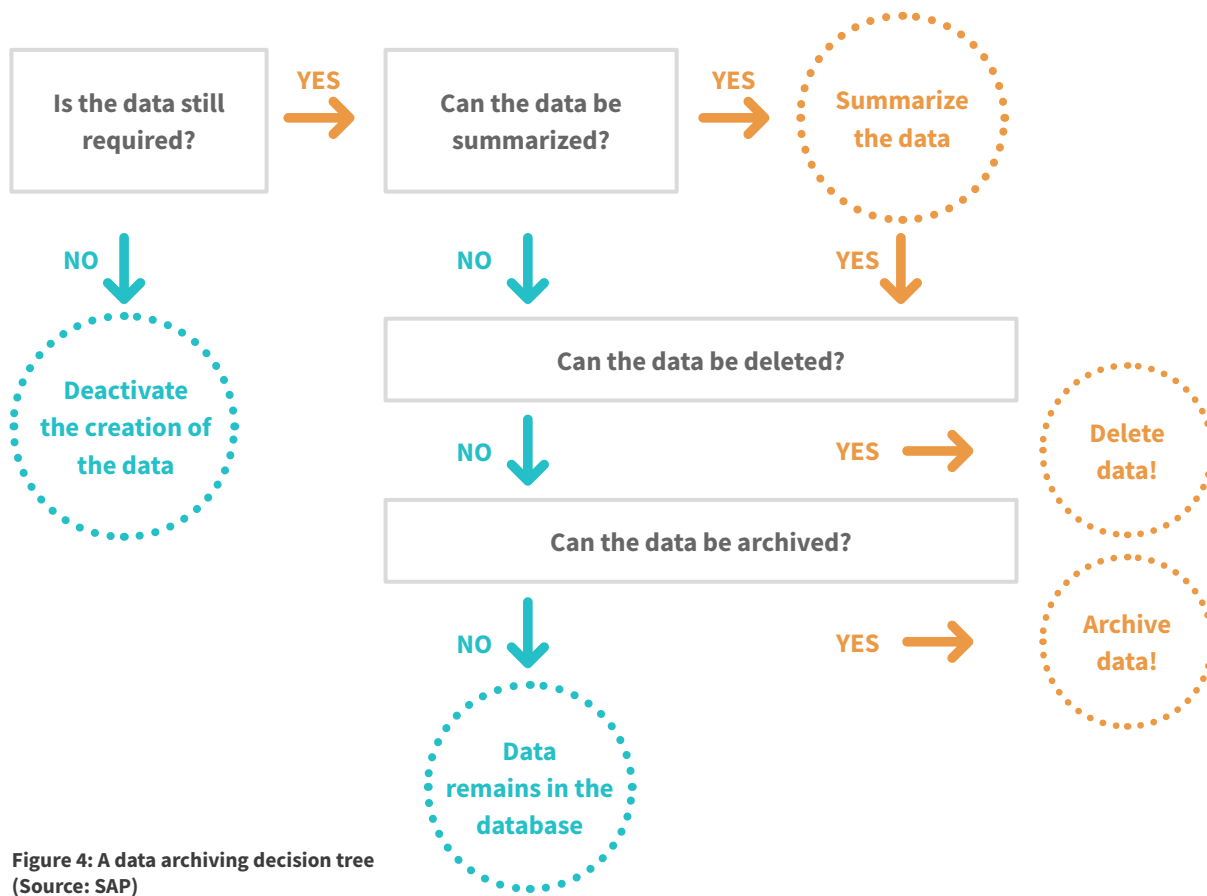 Is the data still
required?
YES
Can the data be
summarized?
YES
Summarize
the data
NO
Deactivate
the creation of
the data
NO
YES
Can the data be deleted?
NO
YES
Delete
data!
Can the data be archived?
NO
YES
Archive
data!
Data
remains in the
database
Figure 4: A data archiving decision tree
(Source: SAP)